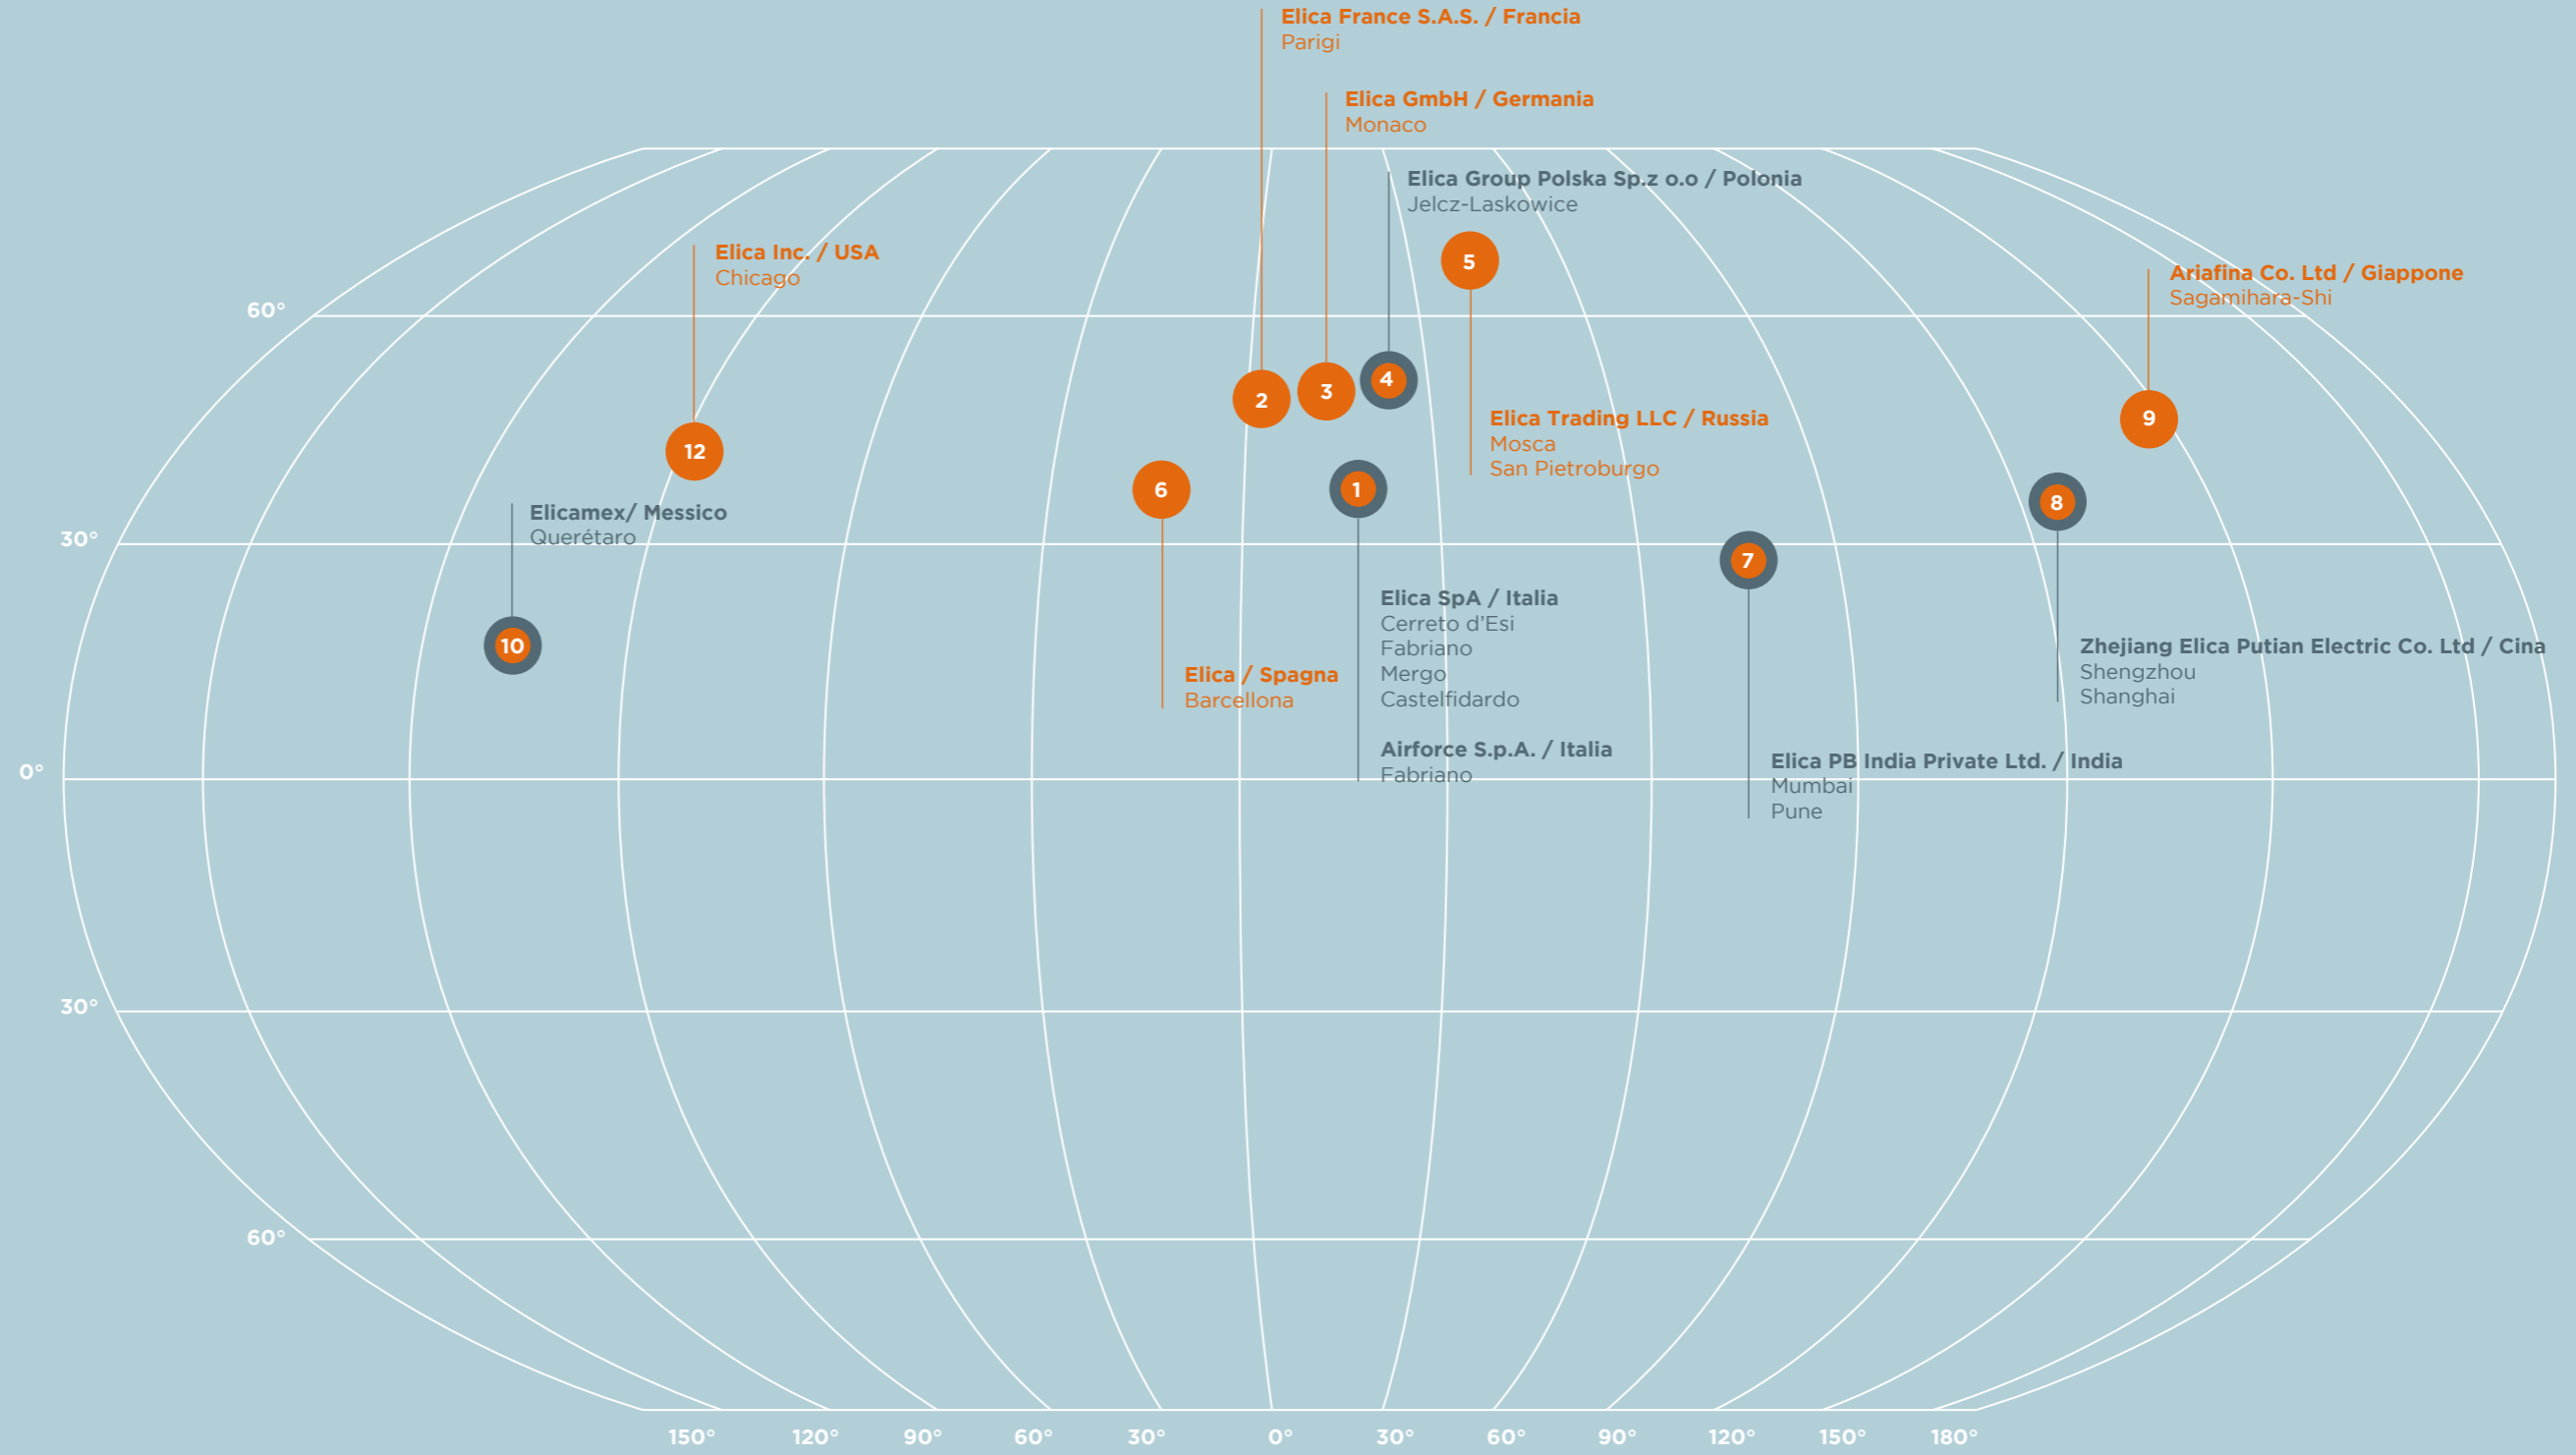 Elica France S.A.S. / Francia
Parigi
Elica GmbH / Germania
Monaco
Elica Group Polska Sp.z o.o / Polonia
Jelcz-Laskowice
Elica Inc. / USA
Chicago
5
Ariafina Co. Ltd / Giappone
Sagamihara-Shi
60°
2
3
4
9
Elica Trading LLC / Russia
Mosca
San Pietroburgo
12
6
1
8
Elicamex/ Messico
Querétaro
30°
7
10
Elica SpA / Italia
Cerreto d’Esi
Fabriano
Mergo
Castelfidardo
Elica / Spagna
Barcellona
Zhejiang Elica Putian Electric Co. Ltd / Cina
Shengzhou
Shanghai
Airforce S.p.A. / Italia
Fabriano
Elica PB India Private Ltd. / India
Mumbai
Pune
0°
30°
60°
150° 120° 90° 60° 30° 0° 30° 60° 90° 120° 150° 180°